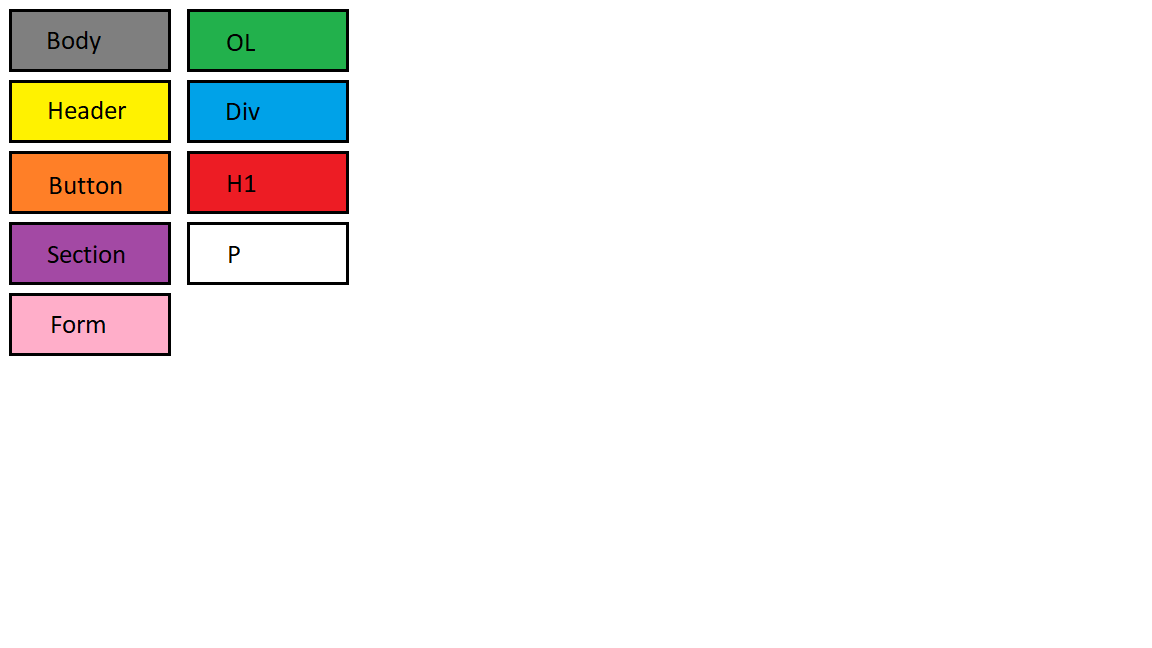 Body
Header
Button
Section
Form
OL
Div
H1
P